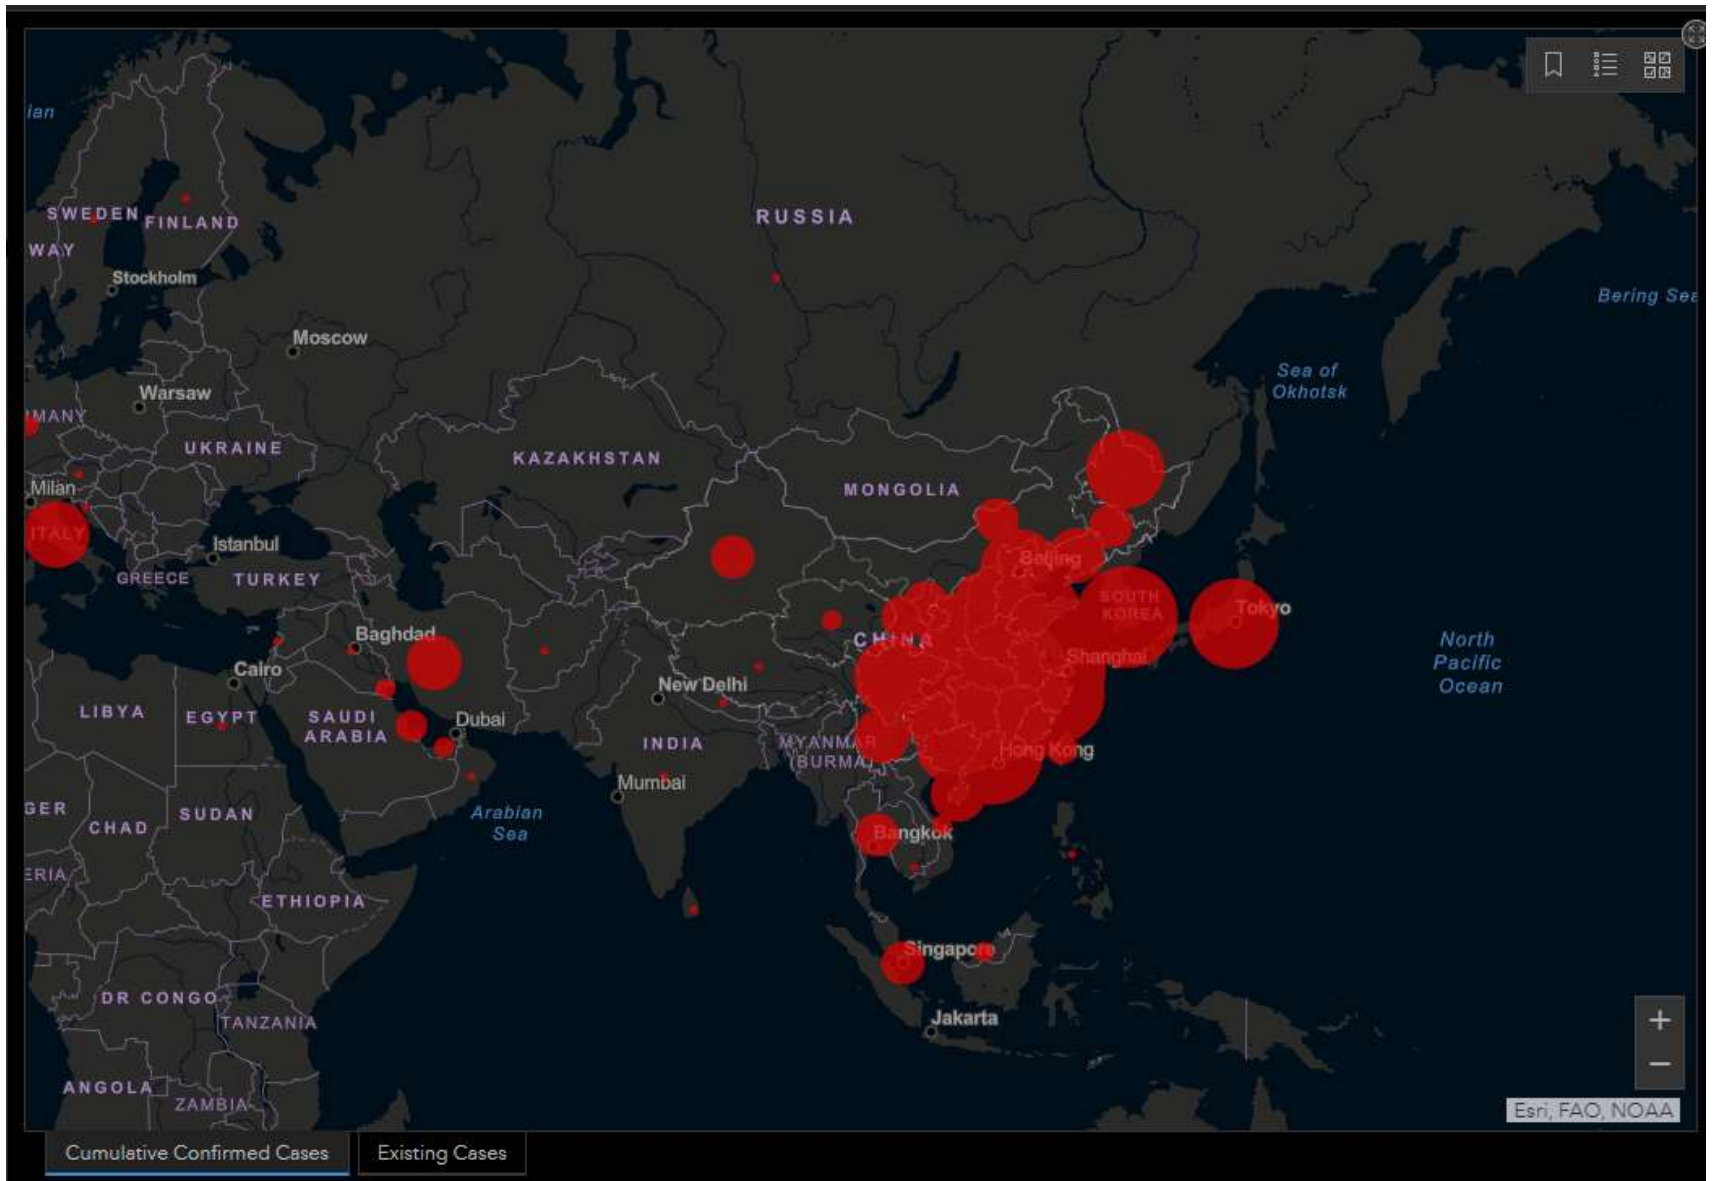 ian
SWEDEN
FINLAND
RUSSIA
WAY
Stockholm
Bering Sea
Moscow
Sea of
Okhotsk
Warsaw
MANY
UKRAINE
KAZAKHSTAN
MONGOLIA
Milan
ITALY
Istanbul
Beijing
GREECE
TURKEY
SOUTH
KOREA
Tokyo
Baghdad
CHINA
North
Pacific
Ocean
Shanghai
Cairo
New Delhi
LIBYA
EGYPT
SAUDI
ARABIA
Dubai
INDIA
MYANMAR
(BURMA)
Hong Kong
Mumbai
GER
CHAD
SUDAN
Arabian
Sea
Bangkok
ERIA
ETHIOPIA
Singapore
DR CONGO
TANZANIA
Jakarta
+
−
ANGOLA
ZAMBIA
Esri, FAO, NOAA
Cumulative Confirmed Cases
Existing Cases